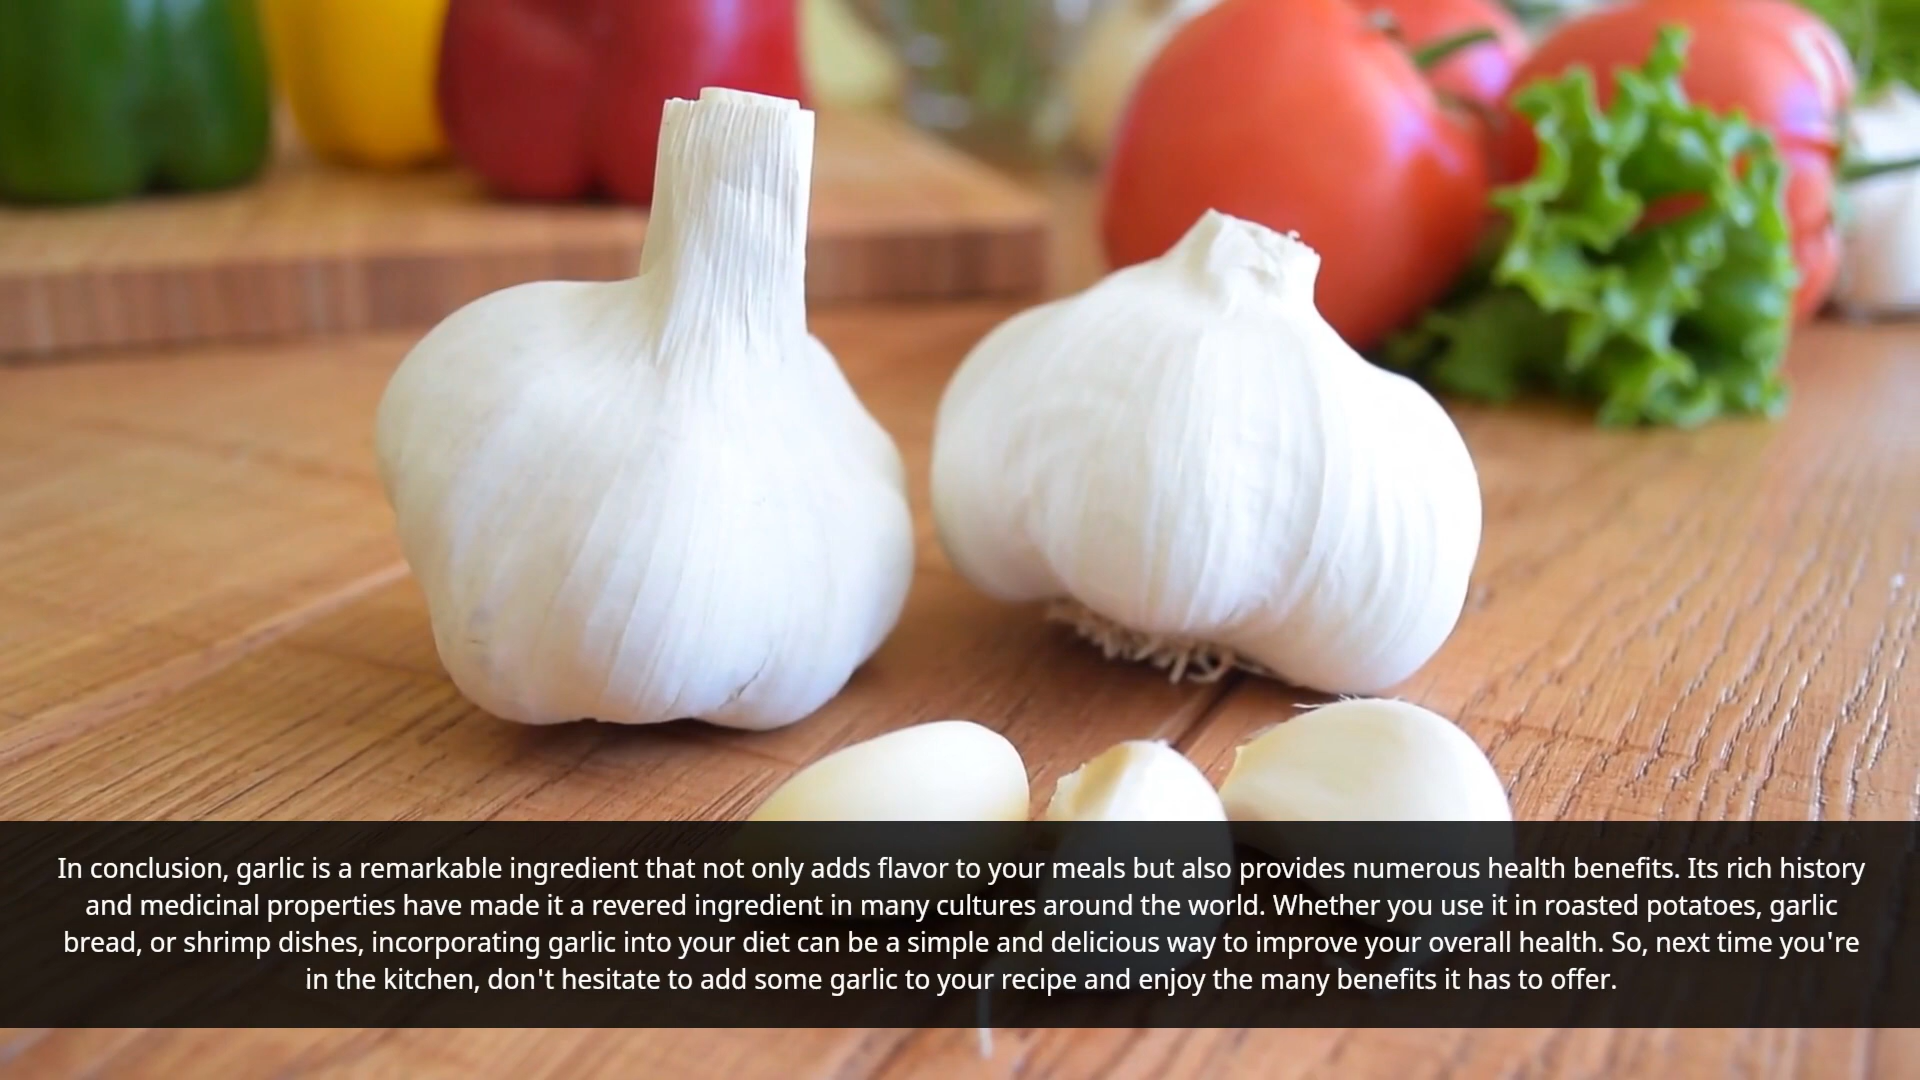 In conclusion, garlic is a remarkable ingredient that not only adds flavor to your meals but also provides numerous health benefits. Its rich history
and medicinal properties have made it a revered ingredient in many cultures around the world. Whether you use it in roasted potatoes, garlic
bread, or shrimp dishes, incorporating garlic into your diet can be a simple and delicious way to improve your overall health. So, next time you're
in the kitchen, don't hesitate to add some garlic to your recipe and enjoy the many benefits it has to offer.